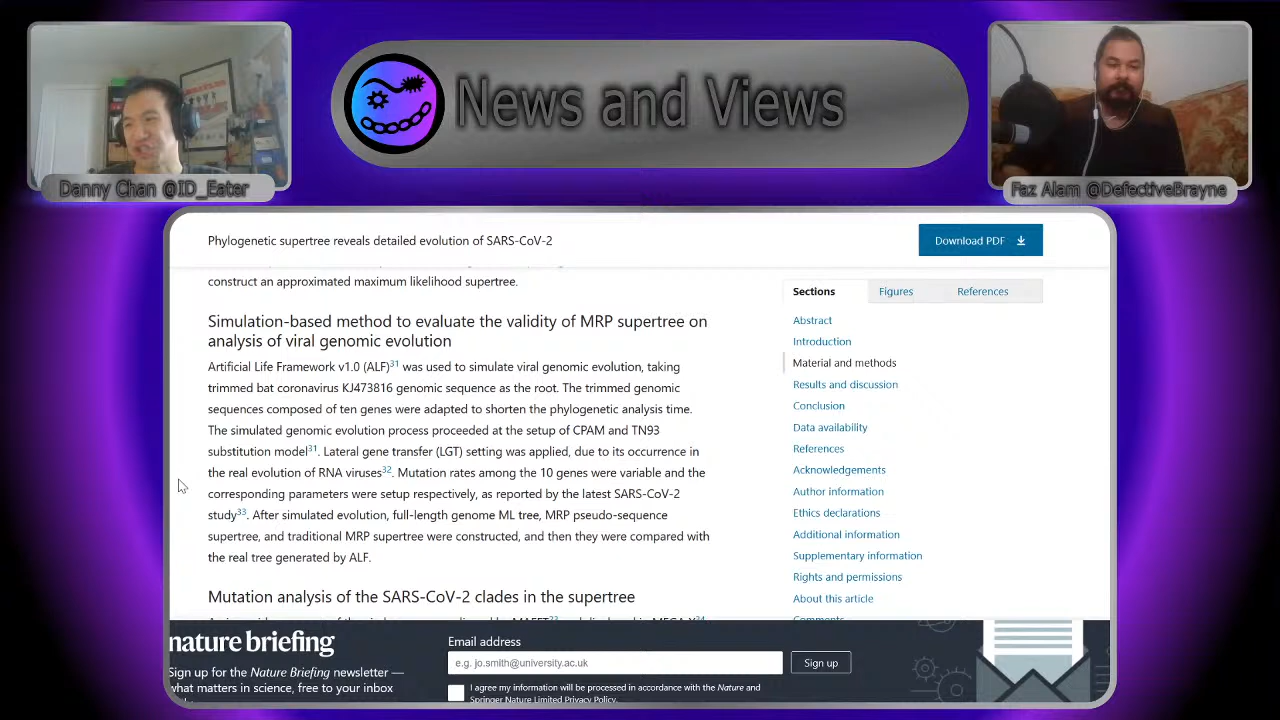 News and Views
Danny Chan @ID_Eater
Faz Alam @DefectiveBrayne
Phylogenetic supertree reveals detailed evolution of SARS-CoV-2
Download PDF
construct an approximated maximum likelihood supertree.
Simulation-based method to evaluate the validity of MRP supertree on
analysis of viral genomic evolution
Artificial Life Framework v1.0 (ALF)31 was used to simulate viral genomic evolution, taking
trimmed bat coronavirus KJ473816 genomic sequence as the root. The trimmed genomic
sequences composed of ten genes were adapted to shorten the phylogenetic analysis time.
The simulated genomic evolution process proceeded at the setup of CPAM and TN93
substitution model31. Lateral gene transfer (LGT) setting was applied, due to its occurrence in
the real evolution of RNA viruses32. Mutation rates among the 10 genes were variable and the
corresponding parameters were setup respectively, as reported by the latest SARS-CoV-2
study33. After simulated evolution, full-length genome ML tree, MRP pseudo-sequence
supertree, and traditional MRP supertree were constructed, and then they were compared with
the real tree generated by ALF.
Mutation analysis of the SARS-CoV-2 clades in the supertree
Sections
Figures
References
Abstract
Introduction
Material and methods
Results and discussion
Conclusion
Data availability
References
Acknowledgements
Author information
Ethics declarations
Additional information
Supplementary information
Rights and permissions
About this article
Comments
nature briefing
Sign up for the Nature Briefing newsletter —
what matters in science, free to your inbox
Email address
e.g. jo.smith@university.ac.uk
Sign up
I agree my information will be processed in accordance with the Nature and
Springer Nature Limited Privacy Policy.